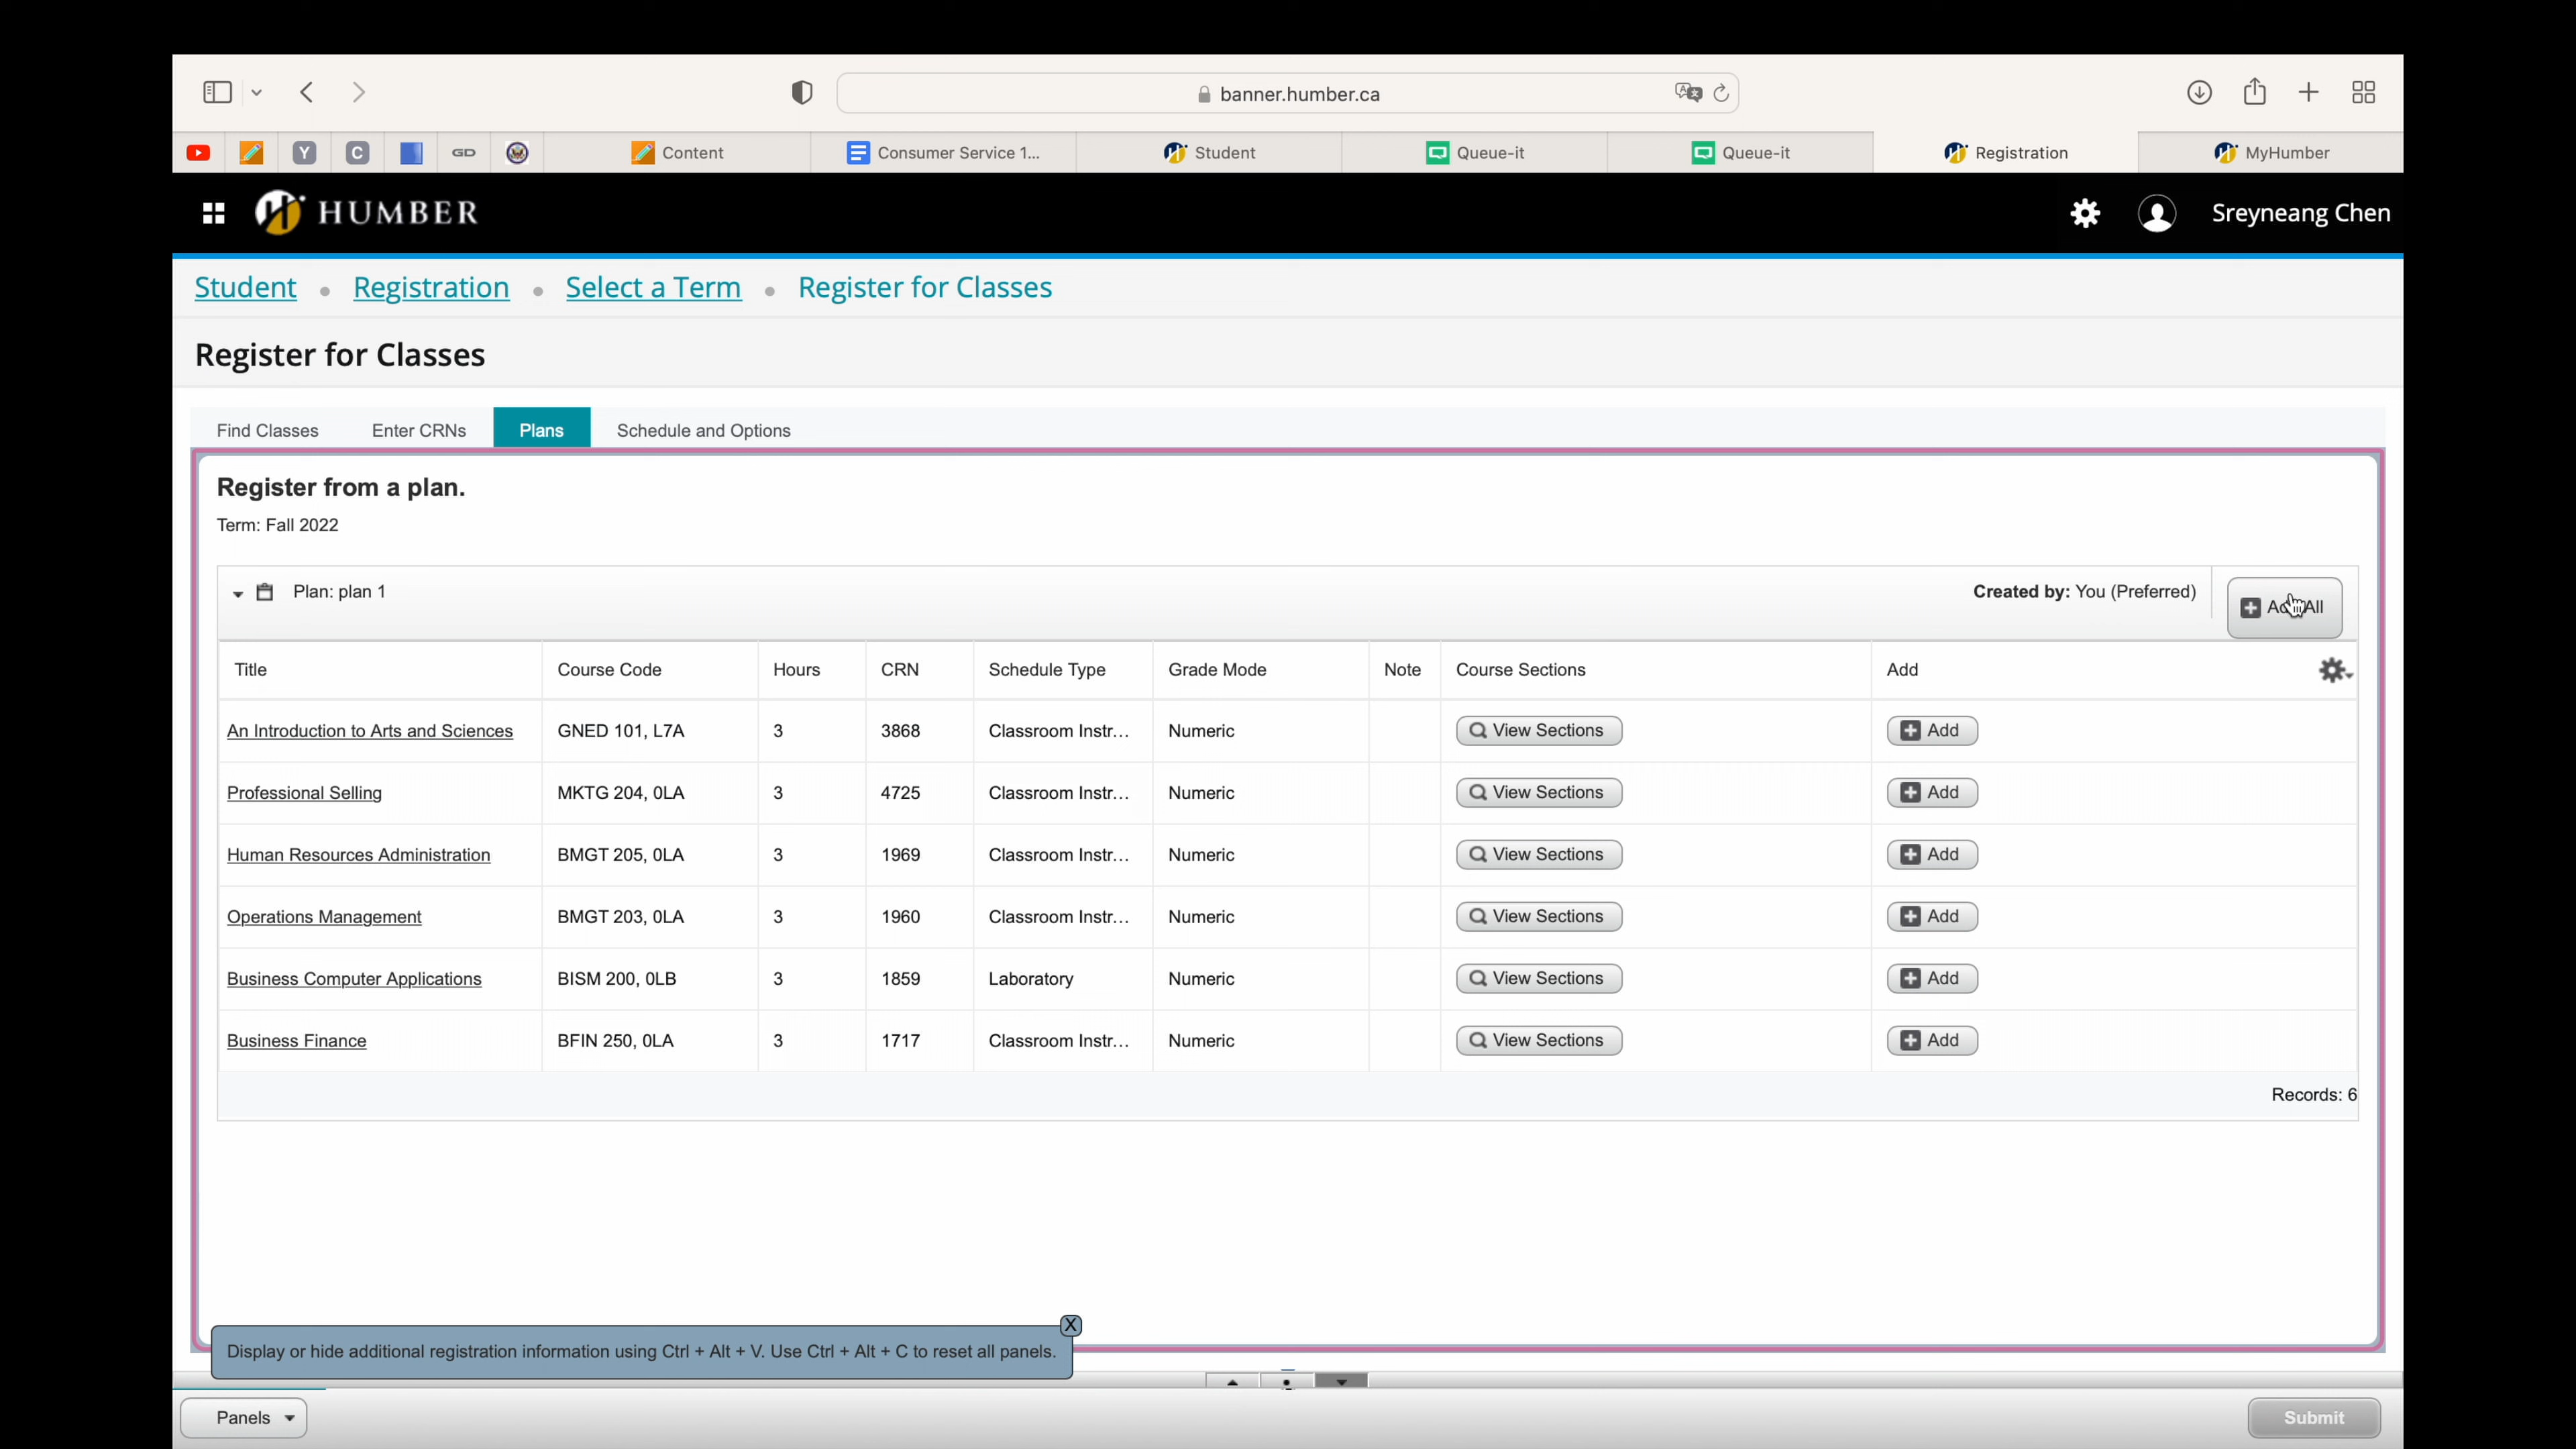 banner.humber.ca
Y C GD Content Consumer Service 1... Student Queue-it Queue-it Registration MyHumber
HUMBER Sreyneang Chen
Student • Registration • Select a Term • Register for Classes
Register for Classes
Find Classes Enter CRNs Plans Schedule and Options
Register from a plan.
Term: Fall 2022
Plan: plan 1 Created by: You (Preferred) All
Title Course Code Hours CRN Schedule Type Grade Mode Note Course Sections Add
An Introduction to Arts and Sciences GNED 101, L7A 3 3868 Classroom Instr... Numeric View Sections Add
Professional Selling MKTG 204, 0LA 3 4725 Classroom Instr... Numeric View Sections Add
Human Resources Administration BMGT 205, 0LA 3 1969 Classroom Instr... Numeric View Sections Add
Operations Management BMGT 203, 0LA 3 1960 Classroom Instr... Numeric View Sections Add
Business Computer Applications BISM 200, 0LB 3 1859 Laboratory Numeric View Sections Add
Business Finance BFIN 250, 0LA 3 1717 Classroom Instr... Numeric View Sections Add
Records: 6
X
Display or hide additional registration information using Ctrl + Alt + V. Use Ctrl + Alt + C to reset all panels.
Panels Submit